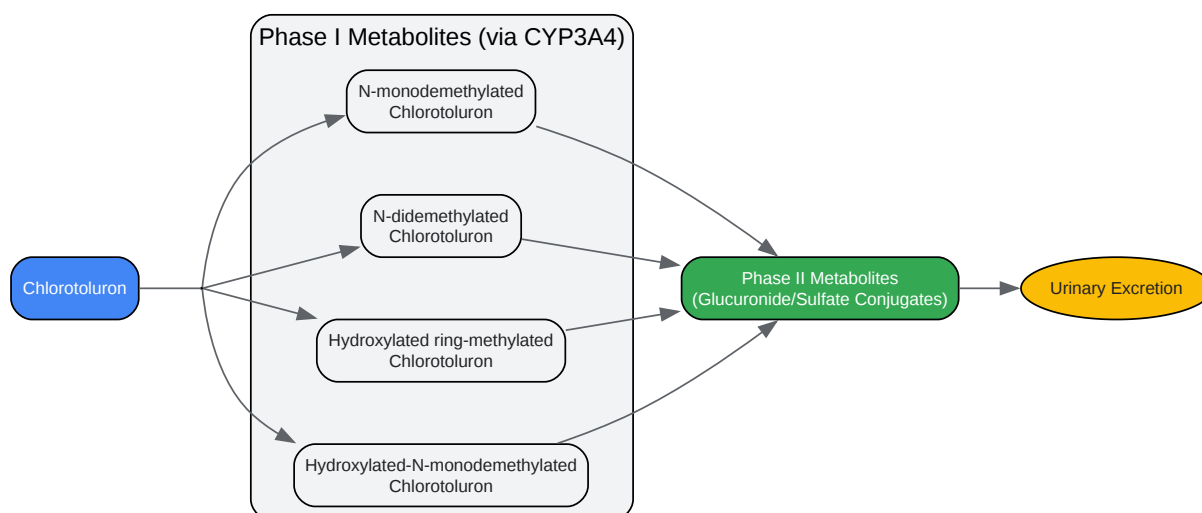 Phase I Metabolites (via CYP3A4)
N-monodemethylated
Chlorotoluron
N-didemethylated
Chlorotoluron
Chlorotoluron
Phase II Metabolites
(Glucuronide/Sulfate Conjugates)
Urinary Excretion
Hydroxylated ring-methylated
Chlorotoluron
Hydroxylated-N-monodemethylated
Chlorotoluron